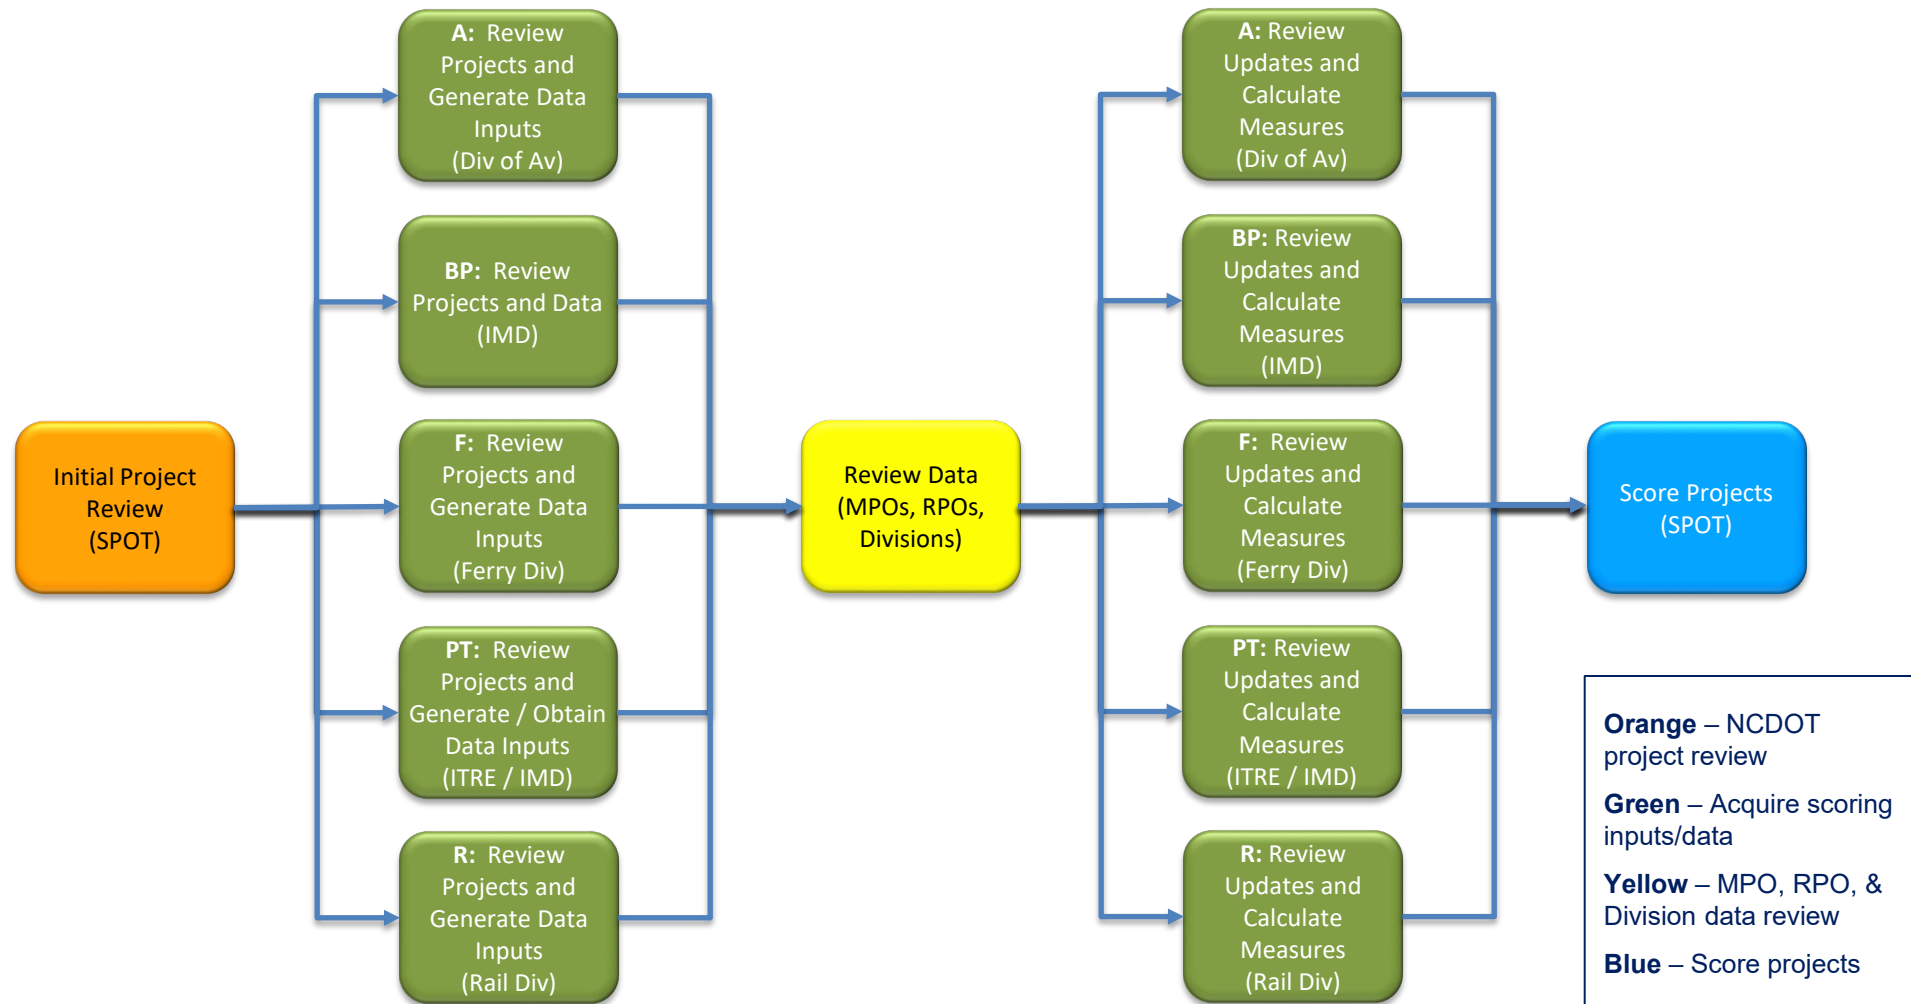 Initial Project
Review
(SPOT)
A: Review
Projects and
Generate Data
Inputs
(Div of Av)
BP: Review
Projects and Data
(IMD)
F: Review
Projects and
Generate Data
Inputs
(Ferry Div)
PT: Review
Projects and
Generate / Obtain
Data Inputs
(ITRE / IMD)
R: Review
Projects and
Generate Data
Inputs
(Rail Div)
Review Data
(MPOs, RPOs,
Divisions)
A: Review
Updates and
Calculate
Measures
(Div of Av)
BP: Review
Updates and
Calculate
Measures
(IMD)
F: Review
Updates and
Calculate
Measures
(Ferry Div)
PT: Review
Updates and
Calculate
Measures
(ITRE / IMD)
R: Review
Updates and
Calculate
Measures
(Rail Div)
Score Projects
(SPOT)
Orange – NCDOT
project review
Green – Acquire scoring
inputs/data
Yellow – MPO, RPO, &
Division data review
Blue – Score projects